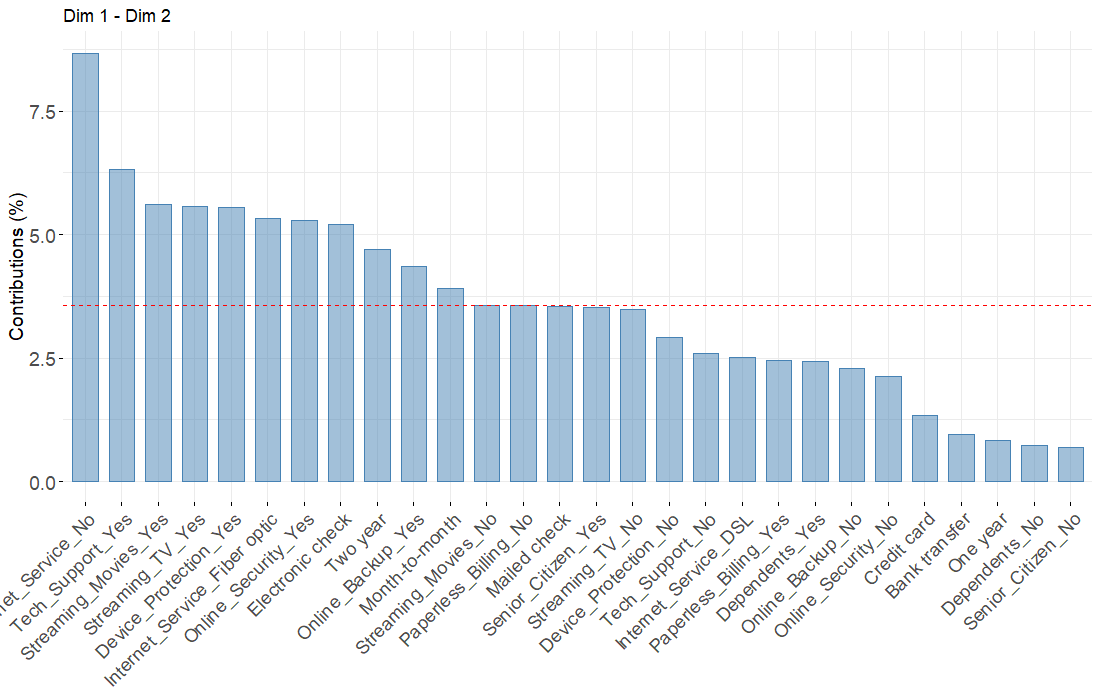 Dim 1 - Dim 2
Contributions (%)
7.5
5.0
2.5
0.0
net_Service_No
Tech_Support_Yes
Streaming_Movies_Yes
Streaming_TV_Yes
Device_Protection_Yes
Internet_Service_Fiber optic
Online_Security_Yes
Electronic check
Two year
Online_Backup_Yes
Month-to-month
Streaming_Movies_No
Paperless_Billing_No
Mailed check
Senior_Citizen_Yes
Streaming_TV_No
Device_Protection_No
Tech_Support_No
Internet_Service_DSL
Paperless_Billing_Yes
Dependents_Yes
Online_Backup_No
Online_Security_No
Credit card
Bank transfer
One year
Dependents_No
Senior_Citizen_No